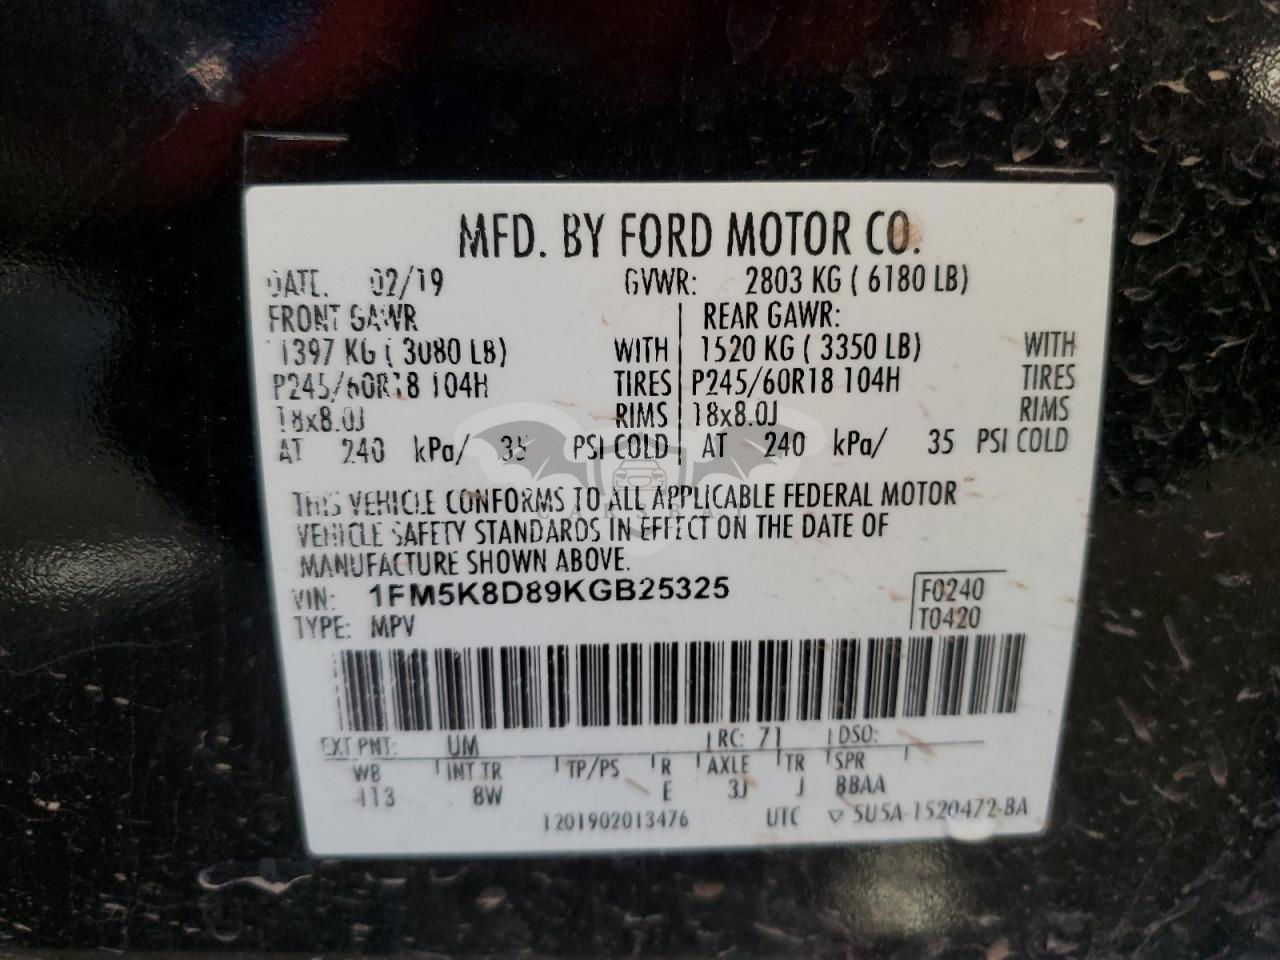 MFD. BY FORD MOTOR CO.
DATE. 02/19 GVWR: 2803 KG ( 6180 LB)
FRONT GAWR REAR GAWR:
1397 KG ( 3080 LB) WITH 1520 KG ( 3350 LB) WITH
P245/60R18 104H TIRES P245/60R18 104H TIRES
18x8.0J RIMS 18x8.0J RIMS
AT 240 kPa/ 35 PSI COLD AT 240 kPa/ 35 PSI COLD
THIS VEHICLE CONFORMS TO ALL APPLICABLE FEDERAL MOTOR
VEHICLE SAFETY STANDARDS IN EFFECT ON THE DATE OF
MANUFACTURE SHOWN ABOVE.
VIN: 1FM5K8D89KGB25325 F0240
TYPE: MPV T0420
EXT PNT: UM RC: 71 DSO:
WB INT TR TP/PS R AXLE TR SPR
113 8W E 3J J BBAA
1201902013476 UTC ▽ 5U5A-1520472-BA